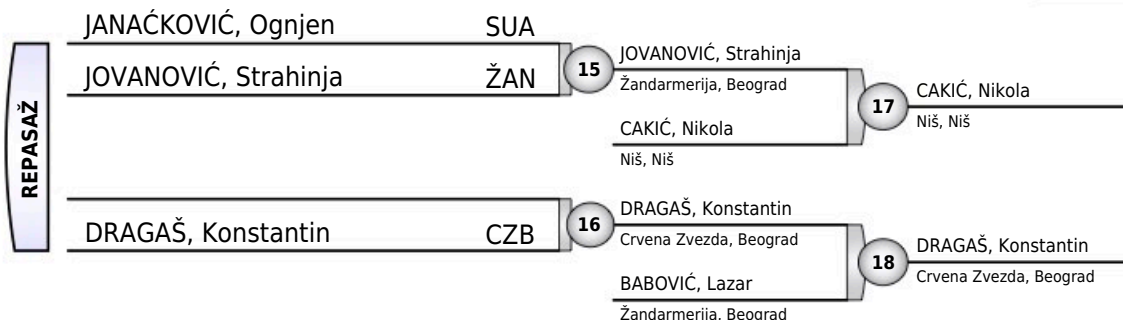 REPASAŽ
JANAĆKOVIĆ, Ognjen SUA
JOVANOVIĆ, Strahinja ŽAN
15
JOVANOVIĆ, Strahinja
Žandarmerija, Beograd
CAKIĆ, Nikola
Niš, Niš
17
CAKIĆ, Nikola
Niš, Niš
DRAGAŠ, Konstantin CZB
16
DRAGAŠ, Konstantin
Crvena Zvezda, Beograd
BABOVIĆ, Lazar
Žandarmerija, Beograd
18
DRAGAŠ, Konstantin
Crvena Zvezda, Beograd